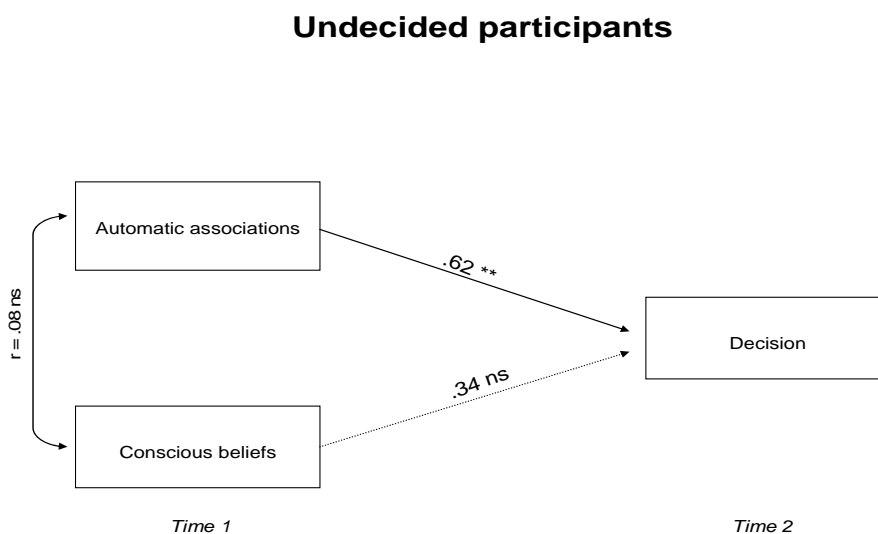 Undecided participants
Automatic associations
.62 **
r = .08 ns
Decision
.34 ns
Conscious beliefs
Time 1
Time 2